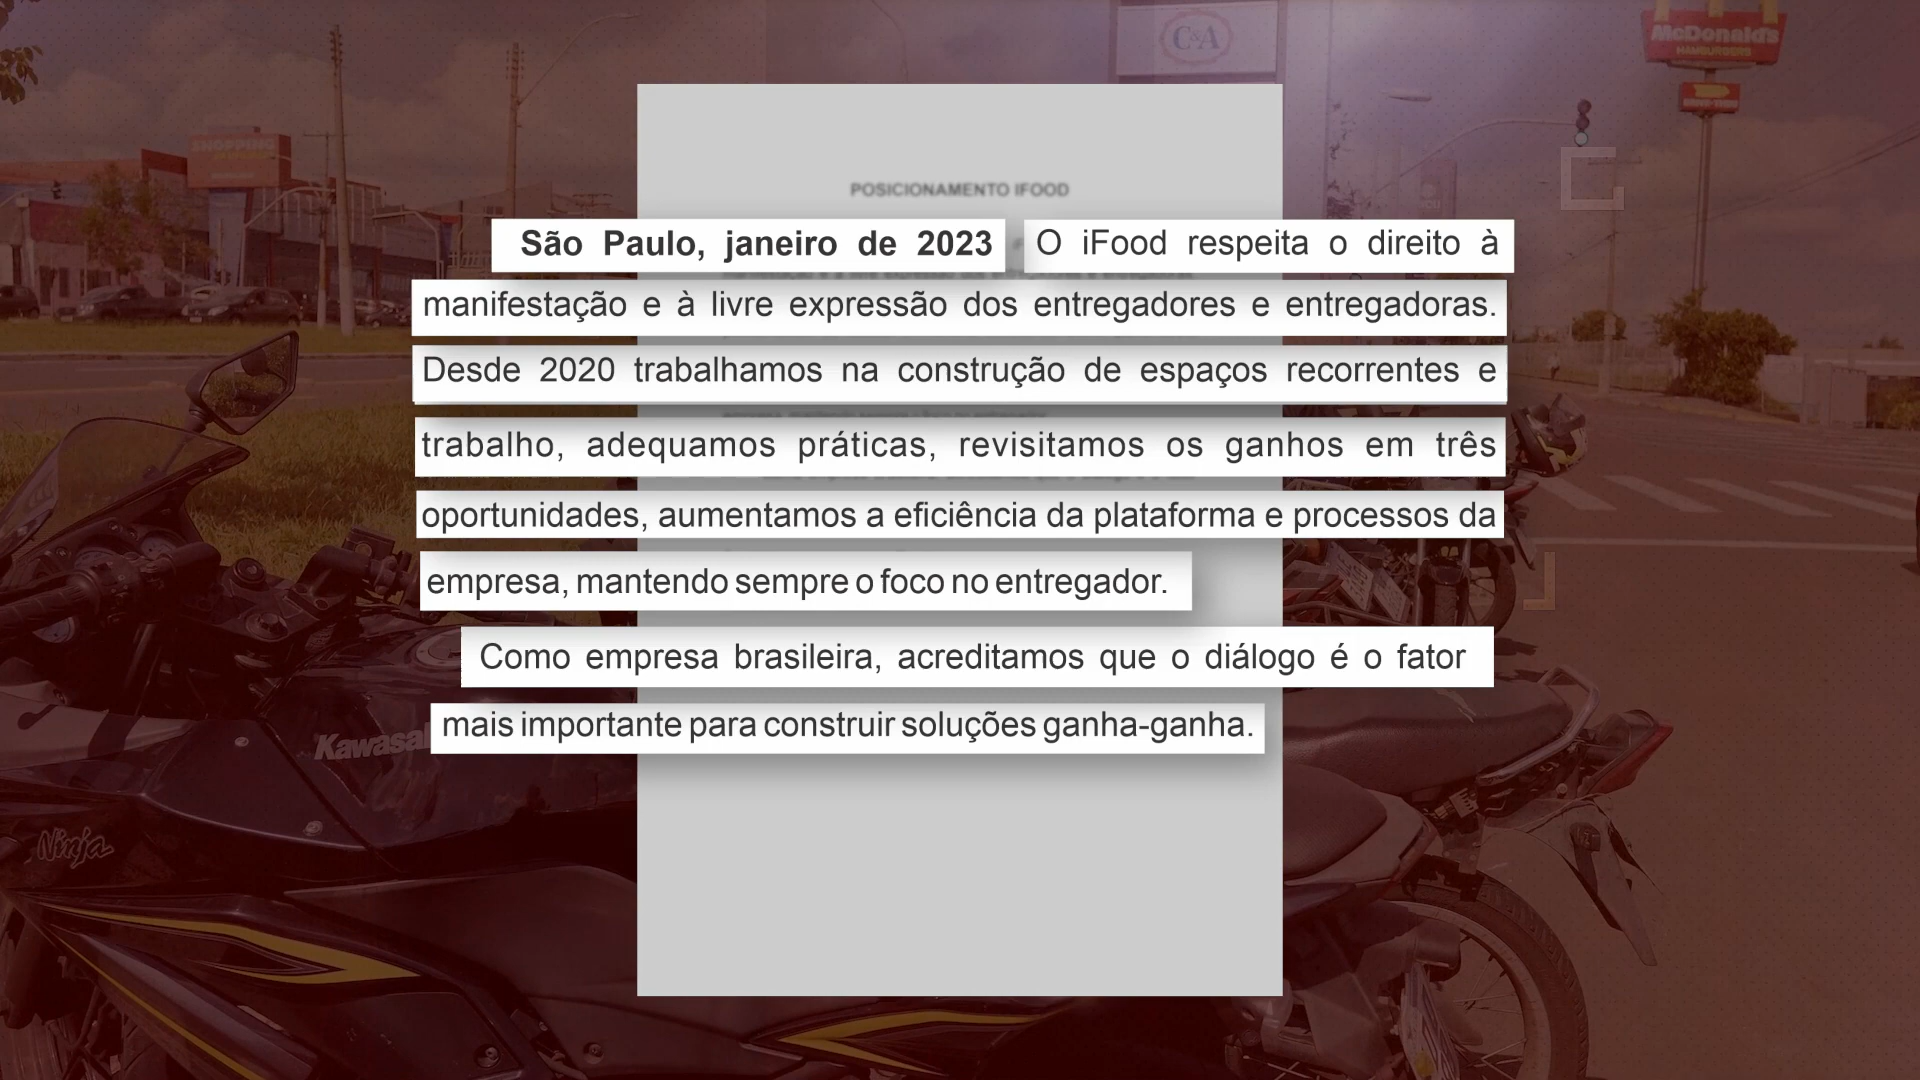 C&A
McDonald's
HAMBURGERS
SHOPPING
POSICIONAMENTO IFOOD
São Paulo, janeiro de 2023 O iFood respeita o direito à
manifestação e à livre expressão dos entregadores e entregadoras.
Desde 2020 trabalhamos na construção de espaços recorrentes e
trabalho, adequamos práticas, revisitamos os ganhos em três
oportunidades, aumentamos a eficiência da plataforma e processos da
empresa, mantendo sempre o foco no entregador.
Como empresa brasileira, acreditamos que o diálogo é o fator
mais importante para construir soluções ganha-ganha.
Kawasa
Ninja